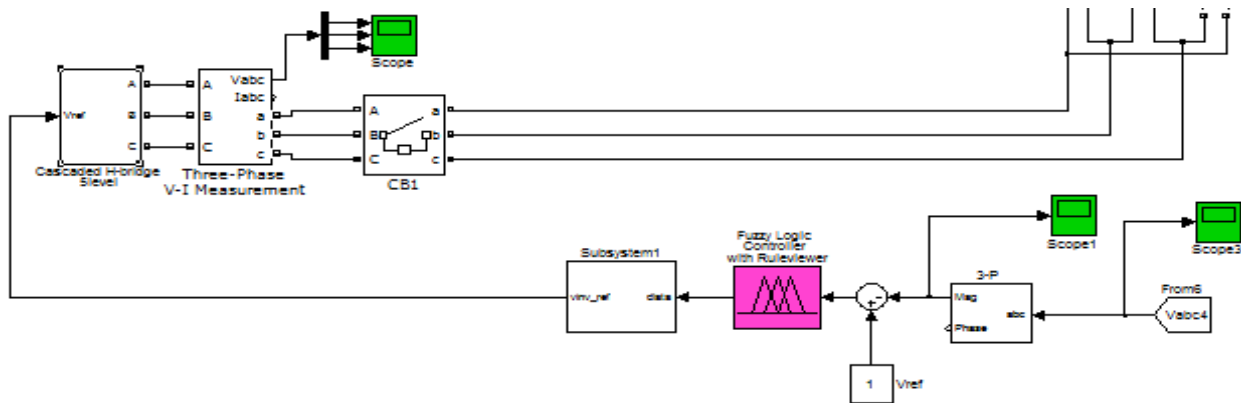 Scope
Vref
A
B
C
Cascaded H-bridge
5level
A
B
C
Vabc
Iabc
a
b
c
Three-Phase
V-I Measurement
A
B
C
a
b
c
CB1
Subsystem1
vinv_ref
data
Fuzzy Logic
Controller
with Ruleviewer
-
+
1
Vref
3-P
Mag
Phase
abc
Scope1
Scope3
From6
Vabc4